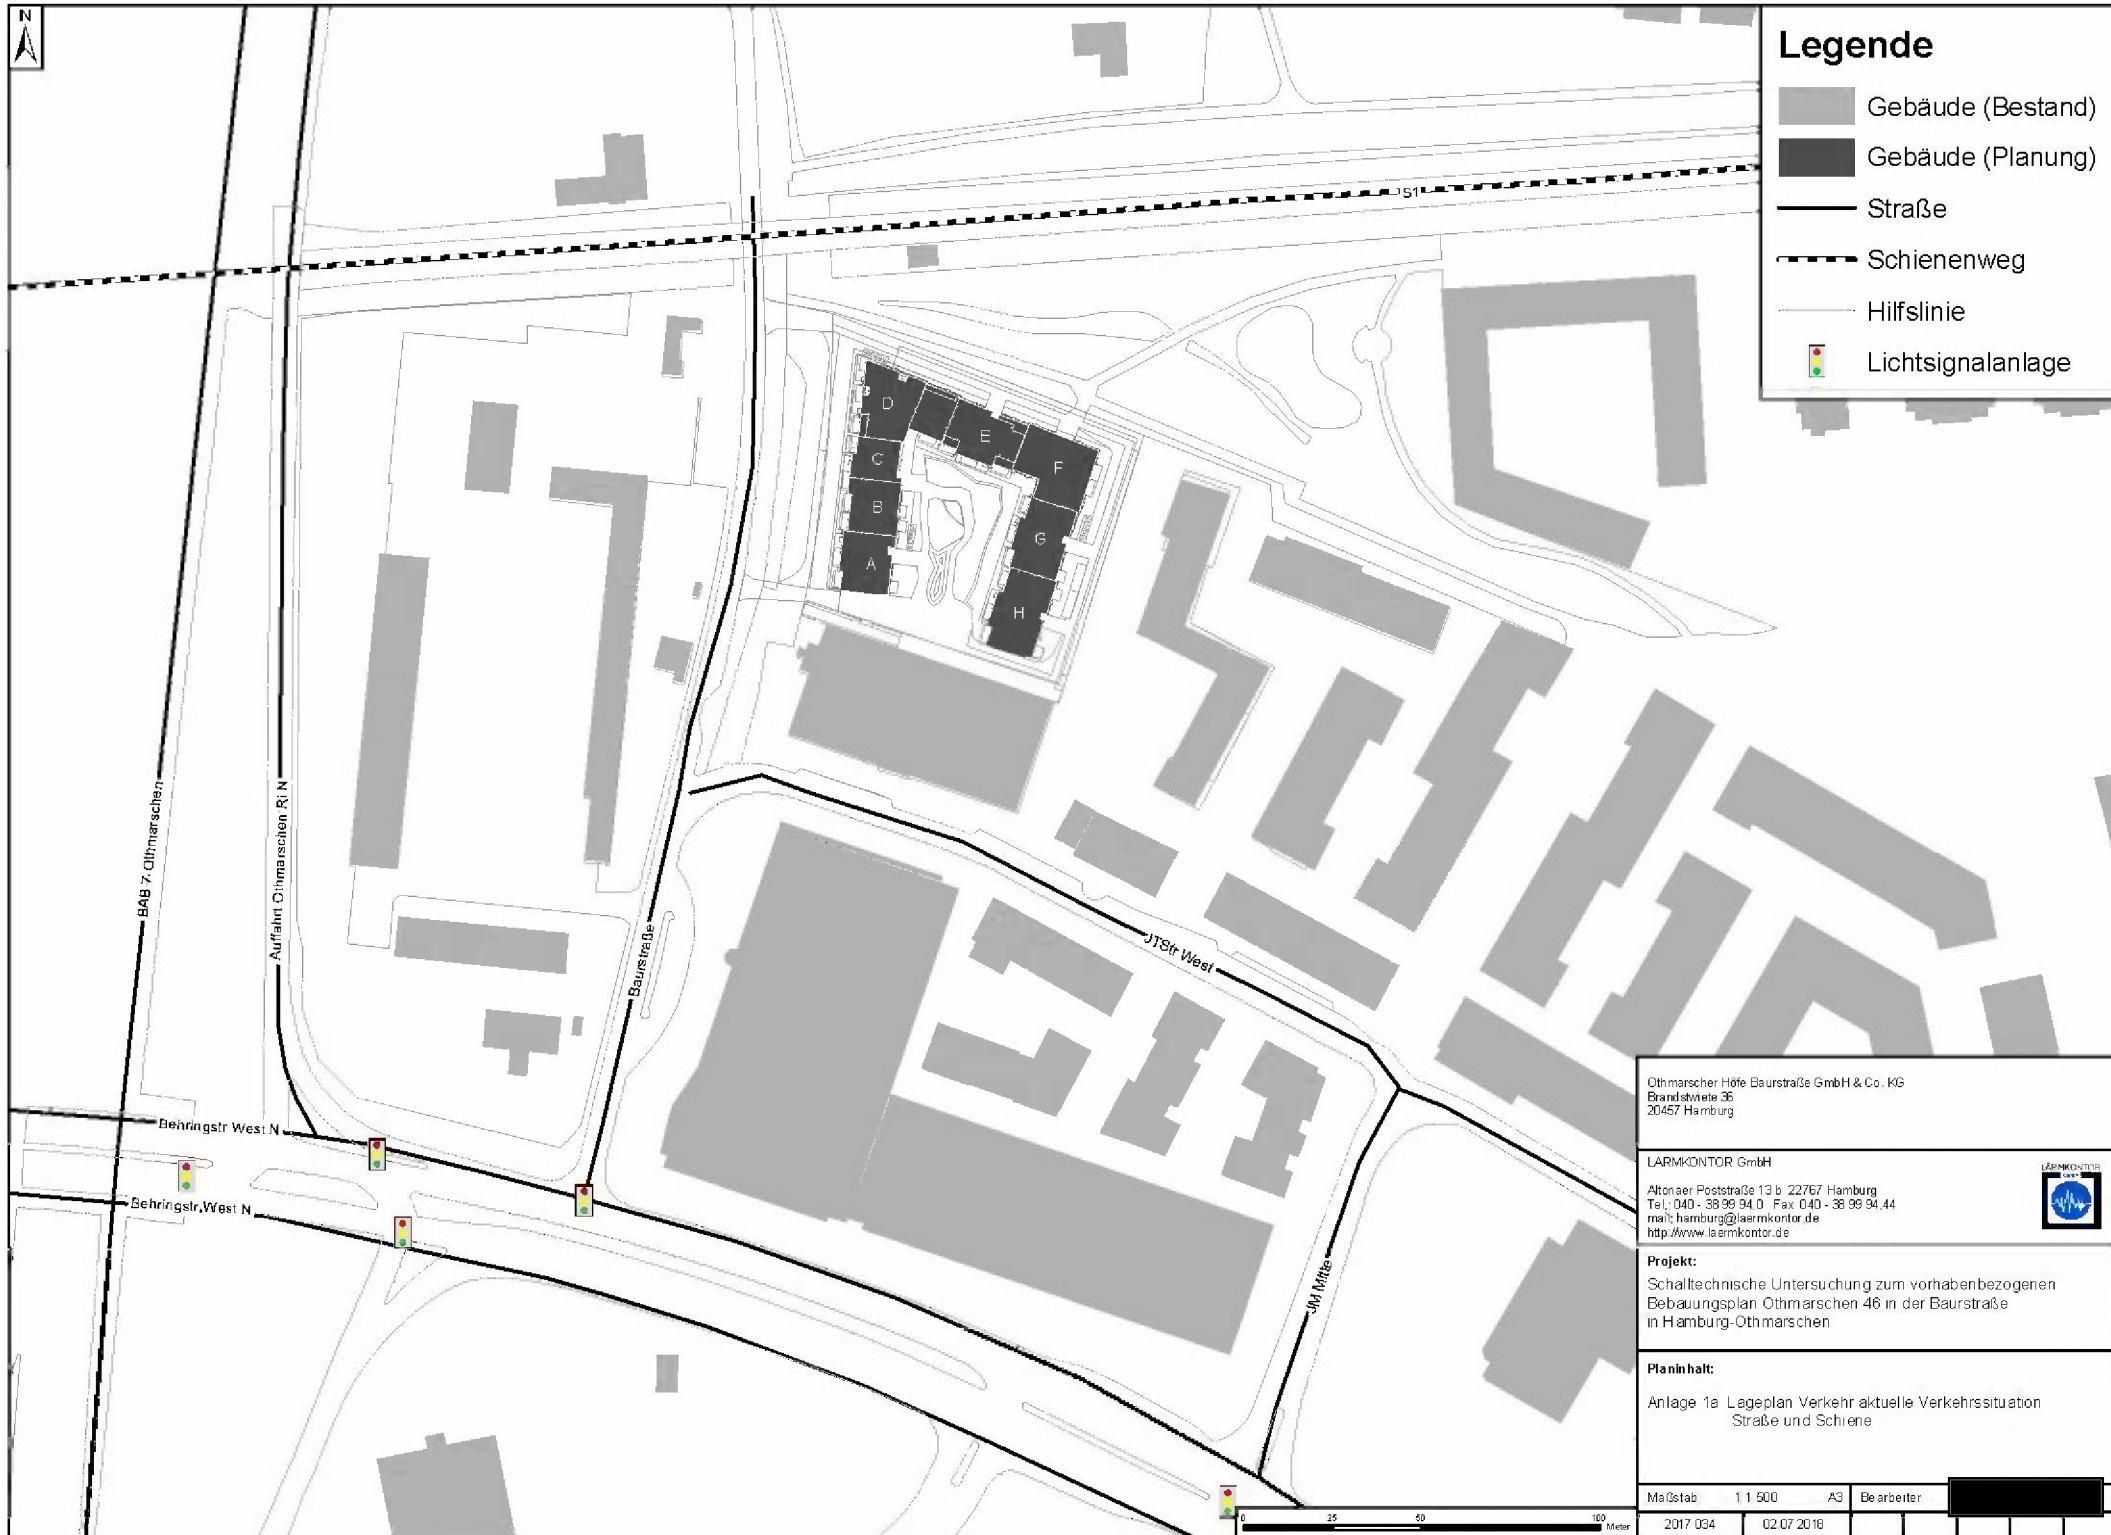 N
Legende
Gebäude (Bestand)
Gebäude (Planung)
Straße
Schienenweg
Hilfslinie
Lichtsignalanlage
S1
D
E
F
C
B
G
A
H
BAB 7, Othmarschen
Auffahrt Othmarschen Ri N
Baurstraße
JTStr West
Behringstr West N
Behringstr, West N
JM Mitte
Othmarscher Höfe Baurstraße GmbH & Co. KG
Brandstwiete 36
20457 Hamburg
LÄRMKONTOR GmbH
Altonaer Poststraße 13 b 22767 Hamburg
Tel.: 040 - 38 99 94.0 Fax 040 - 38 99 94.44
mail: hamburg@laermkontor.de
http://www.laermkontor.de
LÄRMKONTOR
GmbH
Projekt:
Schalltechnische Untersuchung zum vorhabenbezogenen
Bebauungsplan Othmarschen 46 in der Baurstraße
in Hamburg-Othmarschen
Planinhalt:
Anlage 1a Lageplan Verkehr aktuelle Verkehrssituation
Straße und Schiene
Maßstab 1 1 500 A3 Bearbeiter
2017 034 02.07 2018
0 25 50 100
Meter